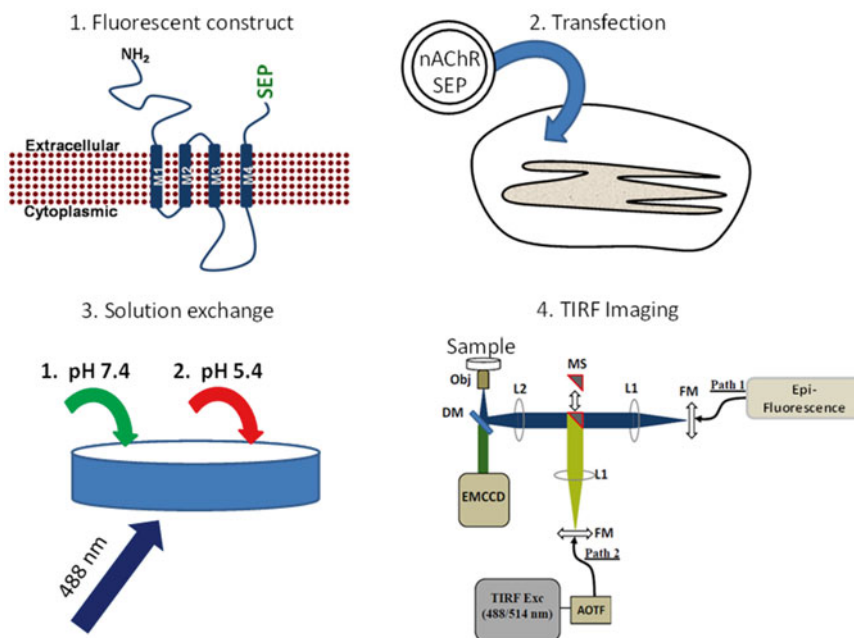 1. Fluorescent construct
NH₂
SEP
Extracellular
M1
M2
M3
M4
Cytoplasmic
2. Transfection
nAChR
SEP
3. Solution exchange
1. pH 7.4
2. pH 5.4
488 nm
4. TIRF Imaging
Sample
MS
Obj
L2
L1
FM
Path 1
Epi-
Fluorescence
DM
L1
EMCCD
FM
Path 2
TIRF Exc
(488/514 nm)
AOTF